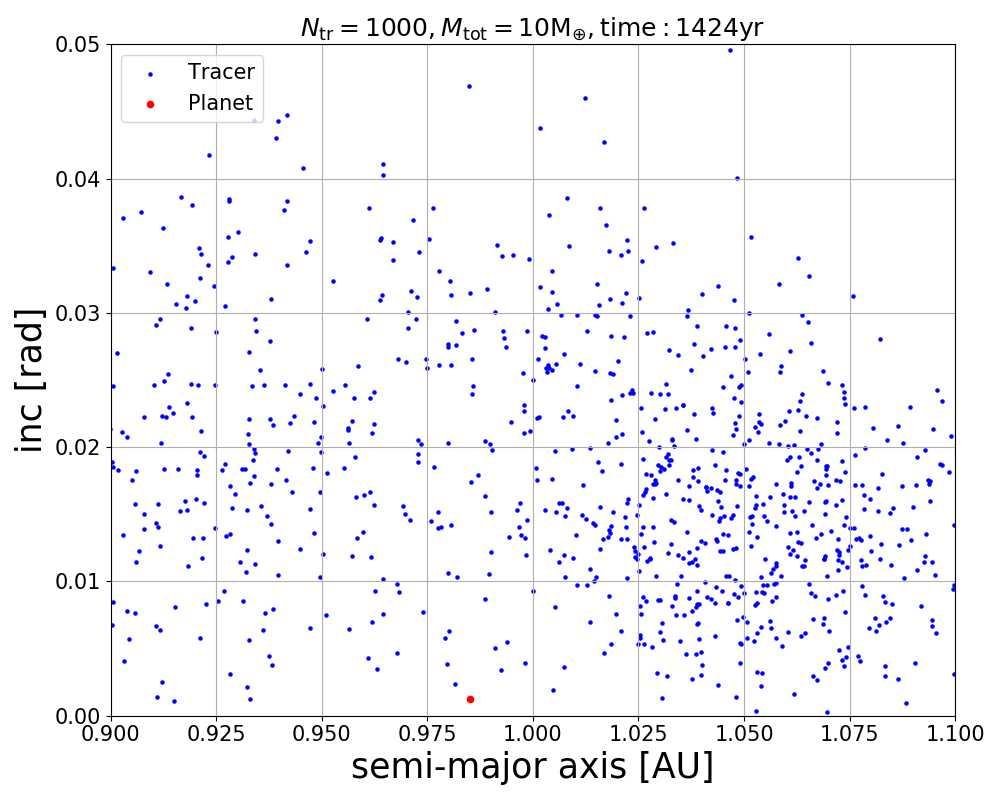 N_tr = 1000, M_tot = 10M_⊕, time : 1424yr
Tracer
Planet
0.05
0.04
0.03
0.02
0.01
0.00
inc [rad]
0.900 0.925 0.950 0.975 1.000 1.025 1.050 1.075 1.100
semi-major axis [AU]